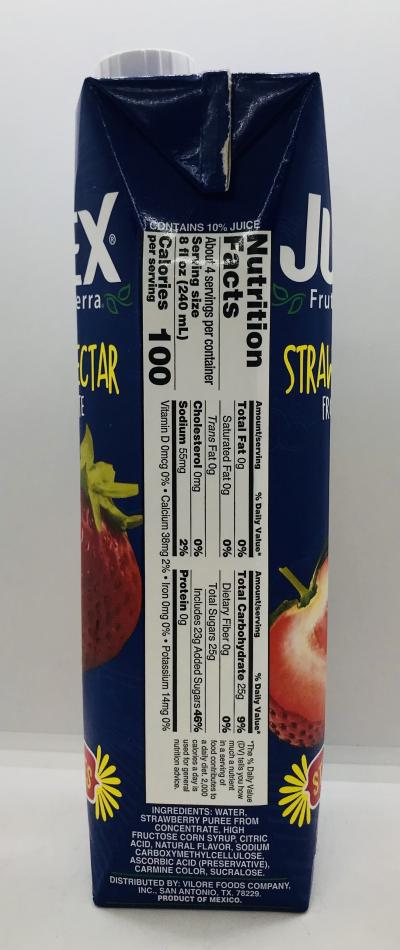 CONTAINS 10% JUICE
EX®
erra
ECTAR
TE
JU
Frut
STRAW
FR
S
S
Nutrition
Facts
About 4 servings per container
Serving size
8 fl oz (240 mL)
Calories 100
per serving
Amount/serving % Daily Value*
Total Fat 0g 0%
Saturated Fat 0g 0%
Trans Fat 0g
Cholesterol 0mg 0%
Sodium 55mg 2%
Amount/serving % Daily Value*
Total Carbohydrate 25g 9%
Dietary Fiber 0g 0%
Total Sugars 25g
Includes 23g Added Sugars 46%
Protein 0g
Vitamin D 0mcg 0% • Calcium 38mg 2% • Iron 0mg 0% • Potassium 14mg 0%
*The % Daily Value
(DV) tells you how
much a nutrient
in a serving of
food contributes to
a daily diet. 2,000
calories a day is
used for general
nutrition advice.
INGREDIENTS: WATER,
STRAWBERRY PUREE FROM
CONCENTRATE, HIGH
FRUCTOSE CORN SYRUP, CITRIC
ACID, NATURAL FLAVOR, SODIUM
CARBOXYMETHYLCELLULOSE,
ASCORBIC ACID (PRESERVATIVE),
CARMINE COLOR, SUCRALOSE.
DISTRIBUTED BY: VILORE FOODS COMPANY,
INC., SAN ANTONIO, TX. 78229.
PRODUCT OF MEXICO.